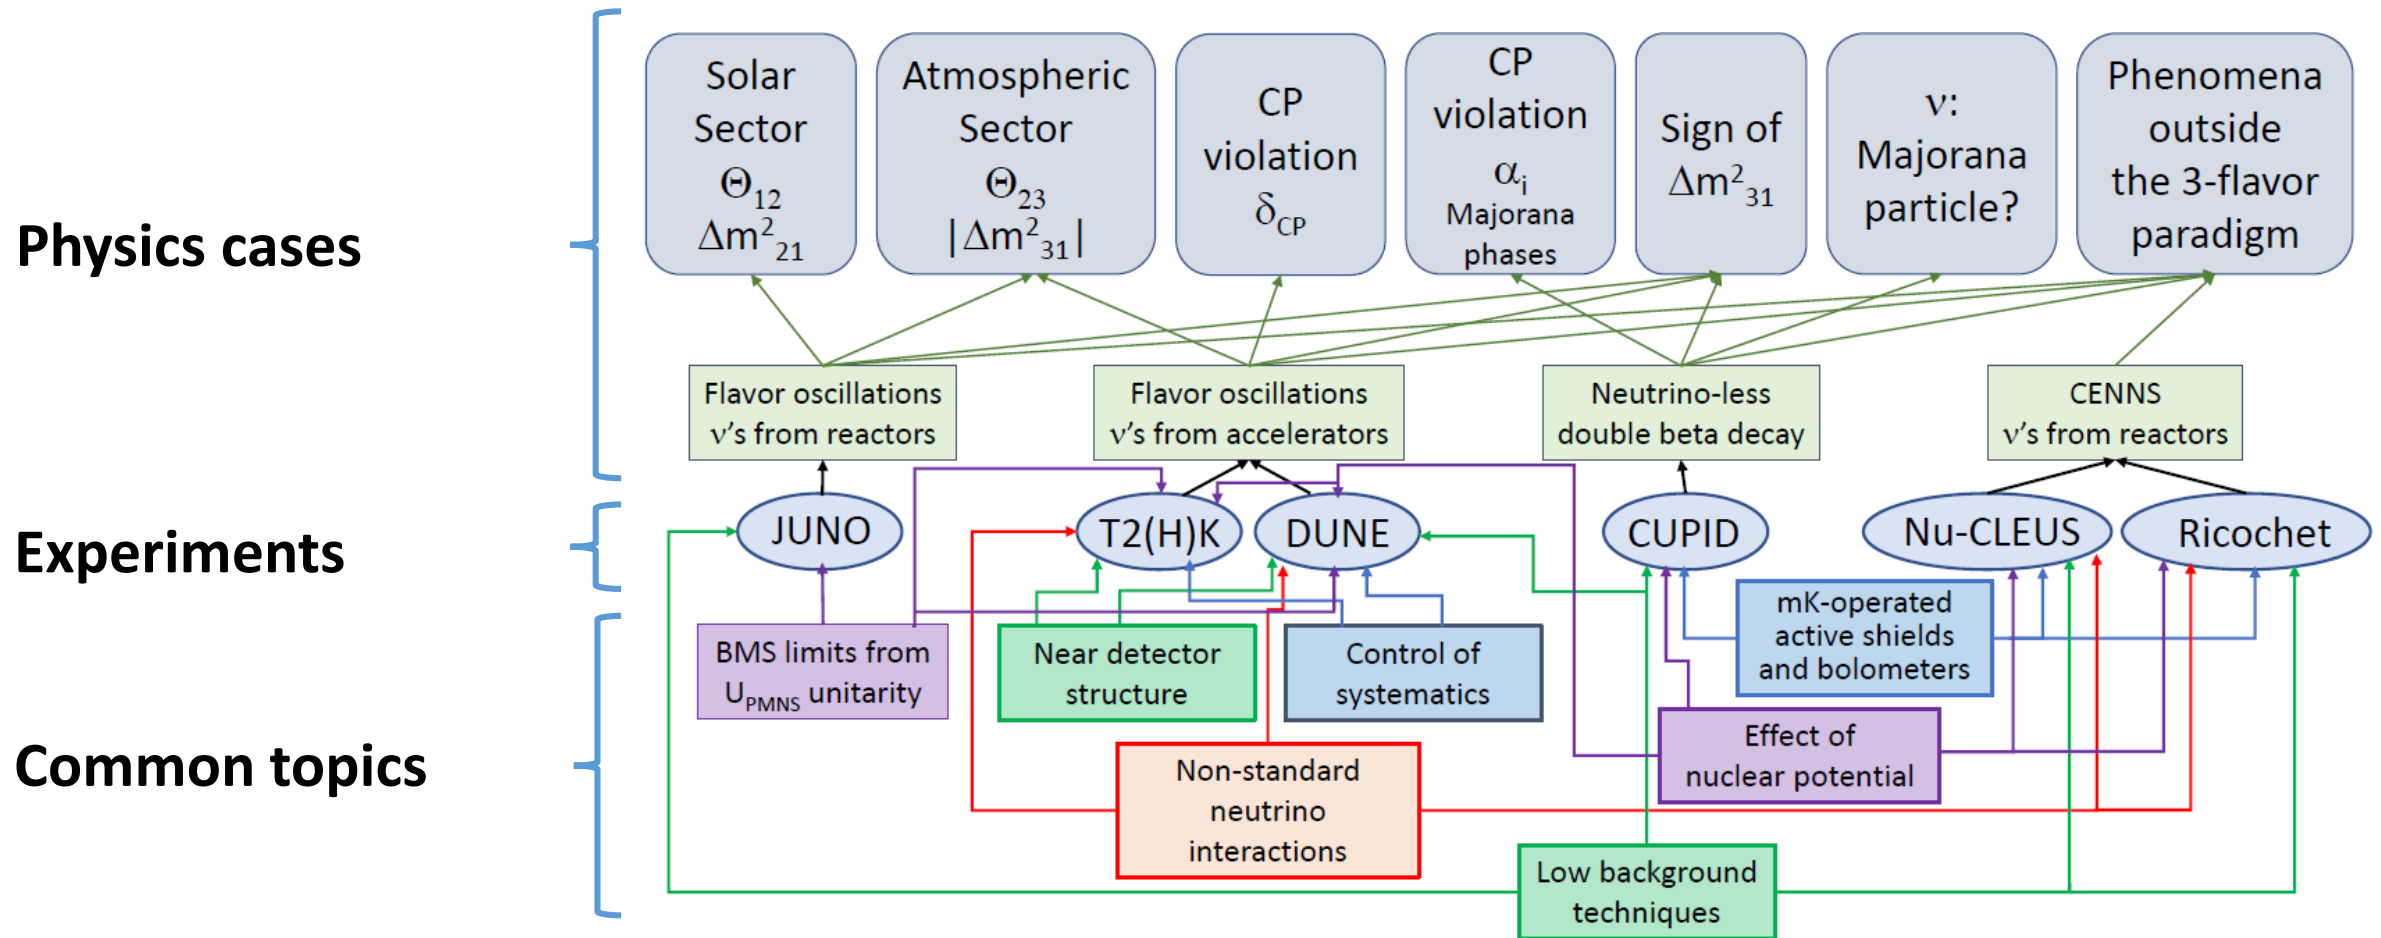 Physics cases
Solar
Sector
Θ₁₂
Δm²₂₁
Atmospheric
Sector
Θ₂₃
|Δm²₃₁|
CP
violation
δ_CP
CP
violation
αᵢ
Majorana
phases
Sign of
Δm²₃₁
ν:
Majorana
particle?
Phenomena
outside
the 3-flavor
paradigm
Flavor oscillations
ν's from reactors
Flavor oscillations
ν's from accelerators
Neutrino-less
double beta decay
CENNS
ν's from reactors
Experiments
JUNO
T2(H)K
DUNE
CUPID
Nu-CLEUS
Ricochet
Common topics
BMS limits from
U_PMNS unitarity
Near detector
structure
Control of
systematics
mK-operated
active shields
and bolometers
Effect of
nuclear potential
Non-standard
neutrino
interactions
Low background
techniques